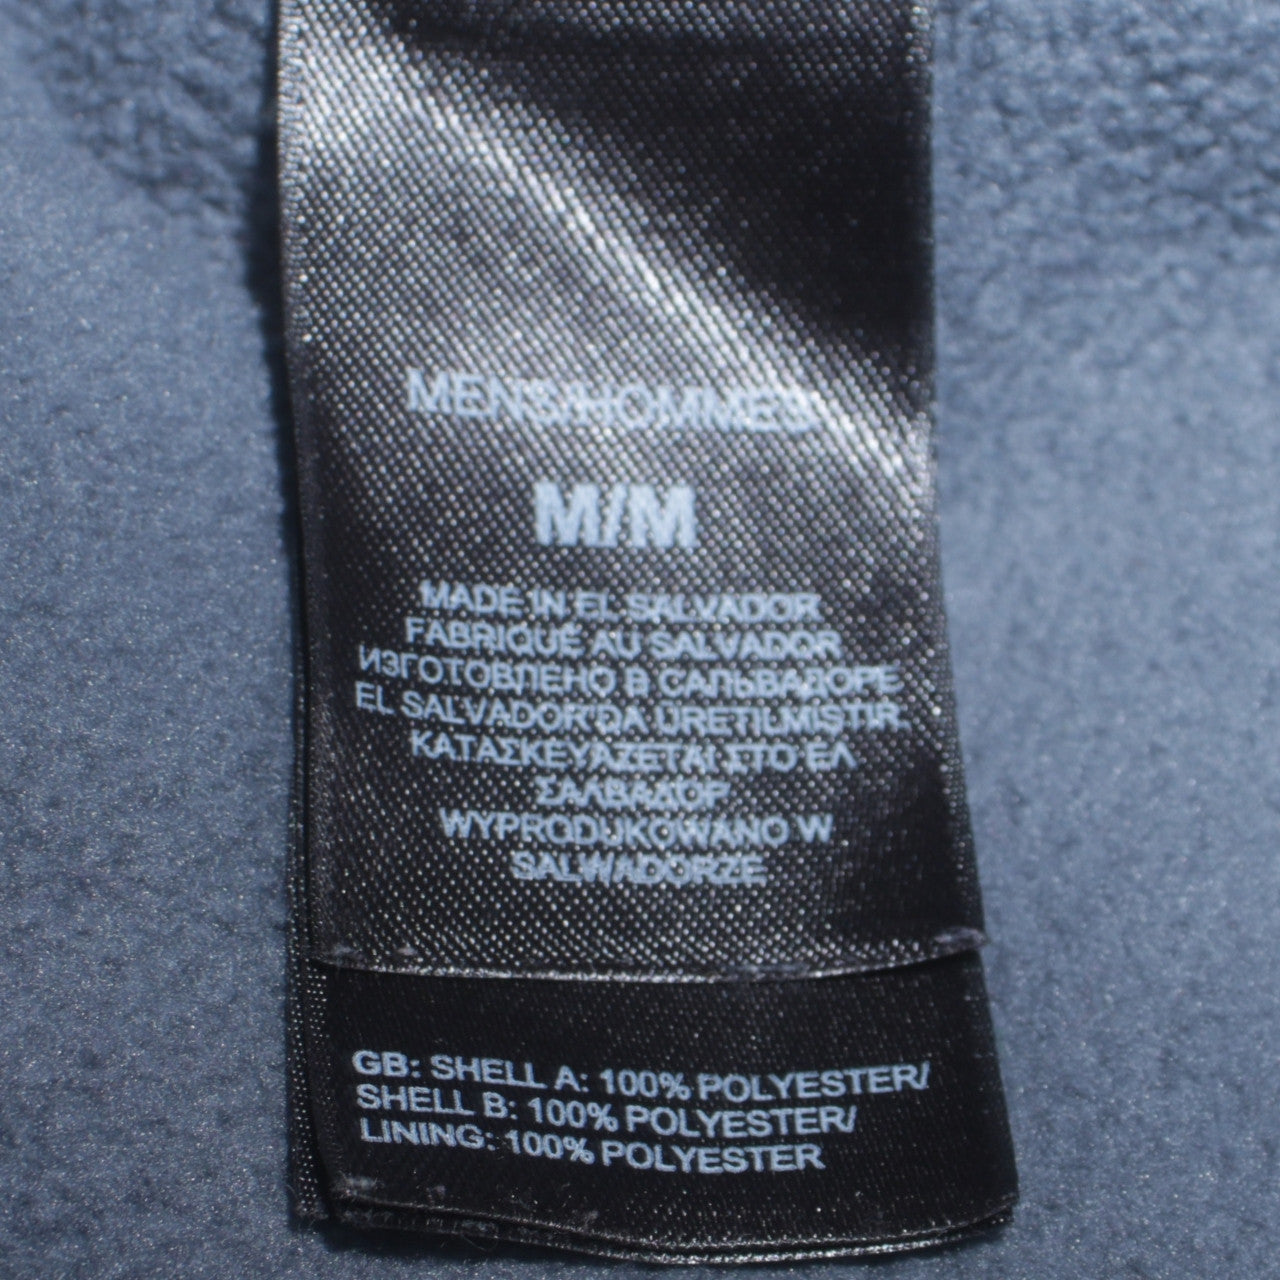 MENS/HOMMES
M/M
MADE IN EL SALVADOR
FABRIQUÉ AU SALVADOR
ИЗГОТОВЛЕНО В САЛЬВАДОРЕ
EL SALVADOR'DA ÜRETILMISTIR
ΚΑΤΑΣΚΕΥΑΖΕΤΑΙ ΣΤΟ ΕΛ
ΣΑΛΒΑΔΟΡ
WYPRODUKOWANO W
SALWADORZE
GB: SHELL A: 100% POLYESTER/
SHELL B: 100% POLYESTER/
LINING: 100% POLYESTER